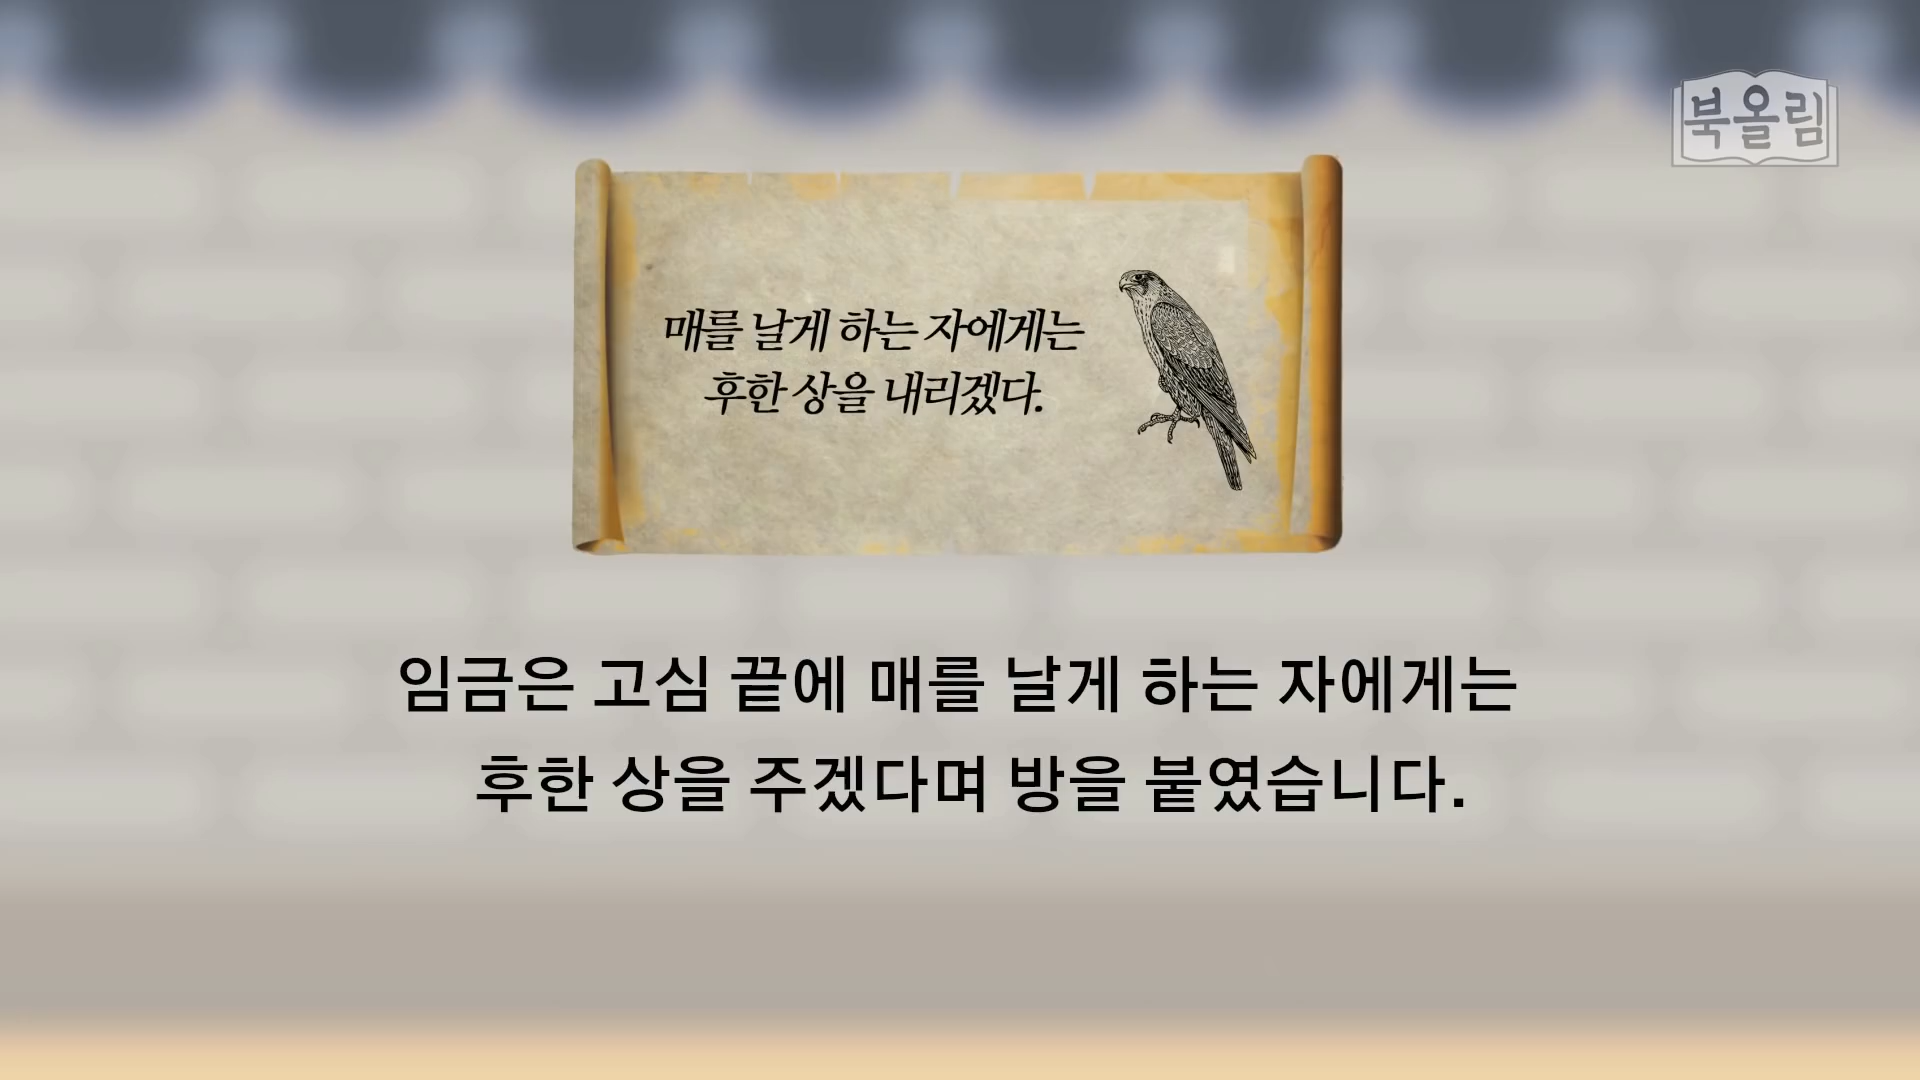 북올림
매를 날게 하는 자에게는
후한 상을 내리겠다.
임금은 고심 끝에 매를 날게 하는 자에게는
후한 상을 주겠다며 방을 붙였습니다.